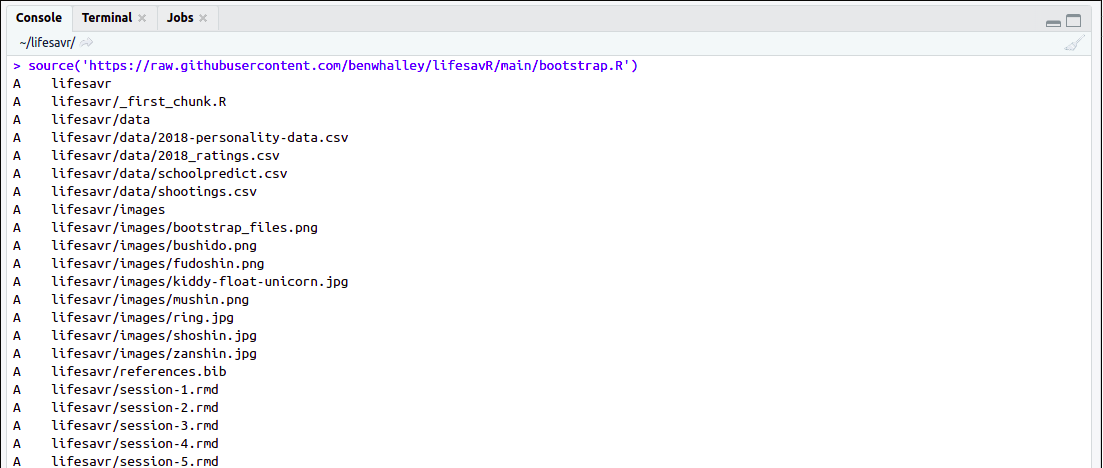 Console Terminal × Jobs ×
~/lifesavr/
> source('https://raw.githubusercontent.com/benwhalley/lifesavR/main/bootstrap.R')
A    lifesavr
A    lifesavr/_first_chunk.R
A    lifesavr/data
A    lifesavr/data/2018-personality-data.csv
A    lifesavr/data/2018_ratings.csv
A    lifesavr/data/schoolpredict.csv
A    lifesavr/data/shootings.csv
A    lifesavr/images
A    lifesavr/images/bootstrap_files.png
A    lifesavr/images/bushido.png
A    lifesavr/images/fudoshin.png
A    lifesavr/images/kiddy-float-unicorn.jpg
A    lifesavr/images/mushin.png
A    lifesavr/images/ring.jpg
A    lifesavr/images/shoshin.jpg
A    lifesavr/images/zanshin.jpg
A    lifesavr/references.bib
A    lifesavr/session-1.rmd
A    lifesavr/session-2.rmd
A    lifesavr/session-3.rmd
A    lifesavr/session-4.rmd
A    lifesavr/session-5.rmd